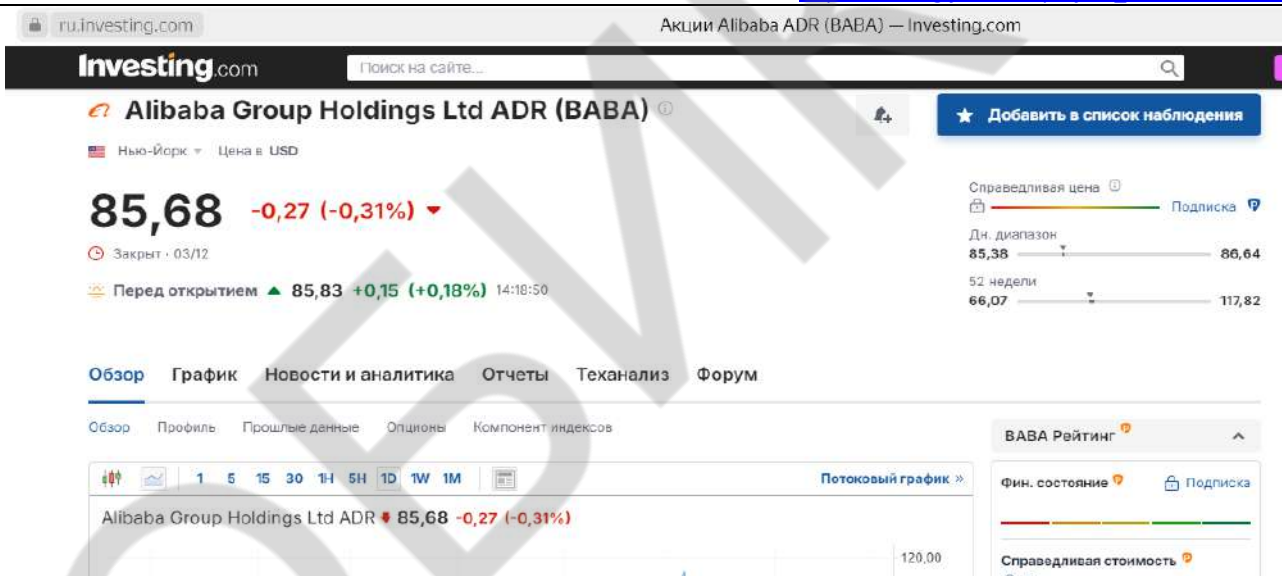 ru.investing.com Акции Alibaba ADR (BABA) — Investing.com
Investing.com Поиск на сайте...
Alibaba Group Holdings Ltd ADR (BABA)
Добавить в список наблюдения
Нью-Йорк Цена в USD
85,68 -0,27 (-0,31%)
Закрыт · 03/12
Перед открытием 85,83 +0,15 (+0,18%) 14:18:50
Справедливая цена
Подписка
Дн. диапазон
85,38 86,64
52 недели
66,07 117,82
Обзор График Новости и аналитика Отчеты Теханализ Форум
Обзор Профиль Прошлые данные Опционы Компонент индексов
1 5 15 30 1H 5H 1D 1W 1M Потоковый график »
Alibaba Group Holdings Ltd ADR 85,68 -0,27 (-0,31%)
120,00
BABA Рейтинг
Фин. состояние Подписка
Справедливая стоимость